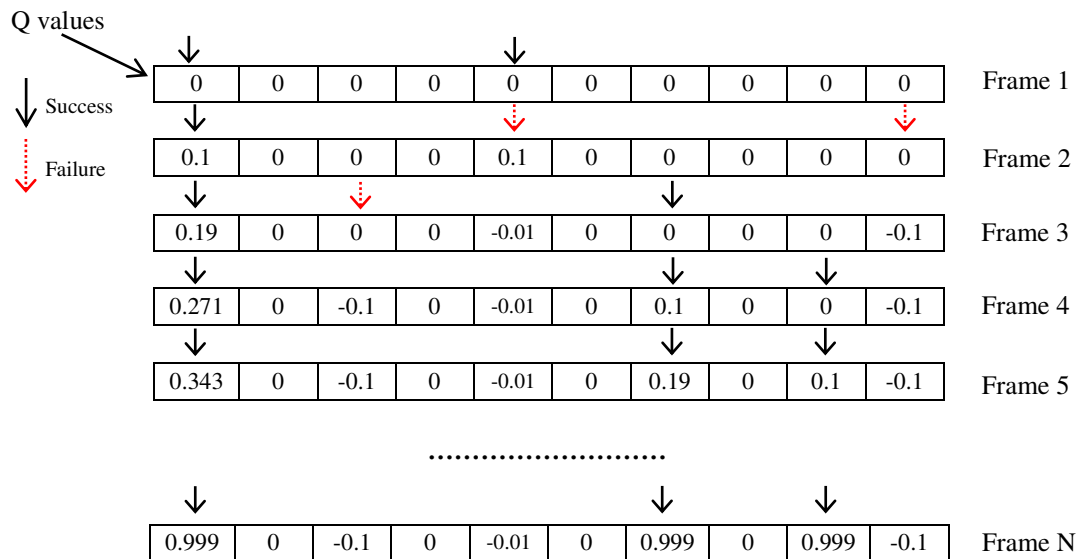 Q values
Success
Failure
0 0 0 0 0 0 0 0 0 0 Frame 1
0.1 0 0 0 0.1 0 0 0 0 0 Frame 2
0.19 0 0 0 -0.01 0 0 0 0 -0.1 Frame 3
0.271 0 -0.1 0 -0.01 0 0.1 0 0 -0.1 Frame 4
0.343 0 -0.1 0 -0.01 0 0.19 0 0.1 -0.1 Frame 5
...........................
0.999 0 -0.1 0 -0.01 0 0.999 0 0.999 -0.1 Frame N